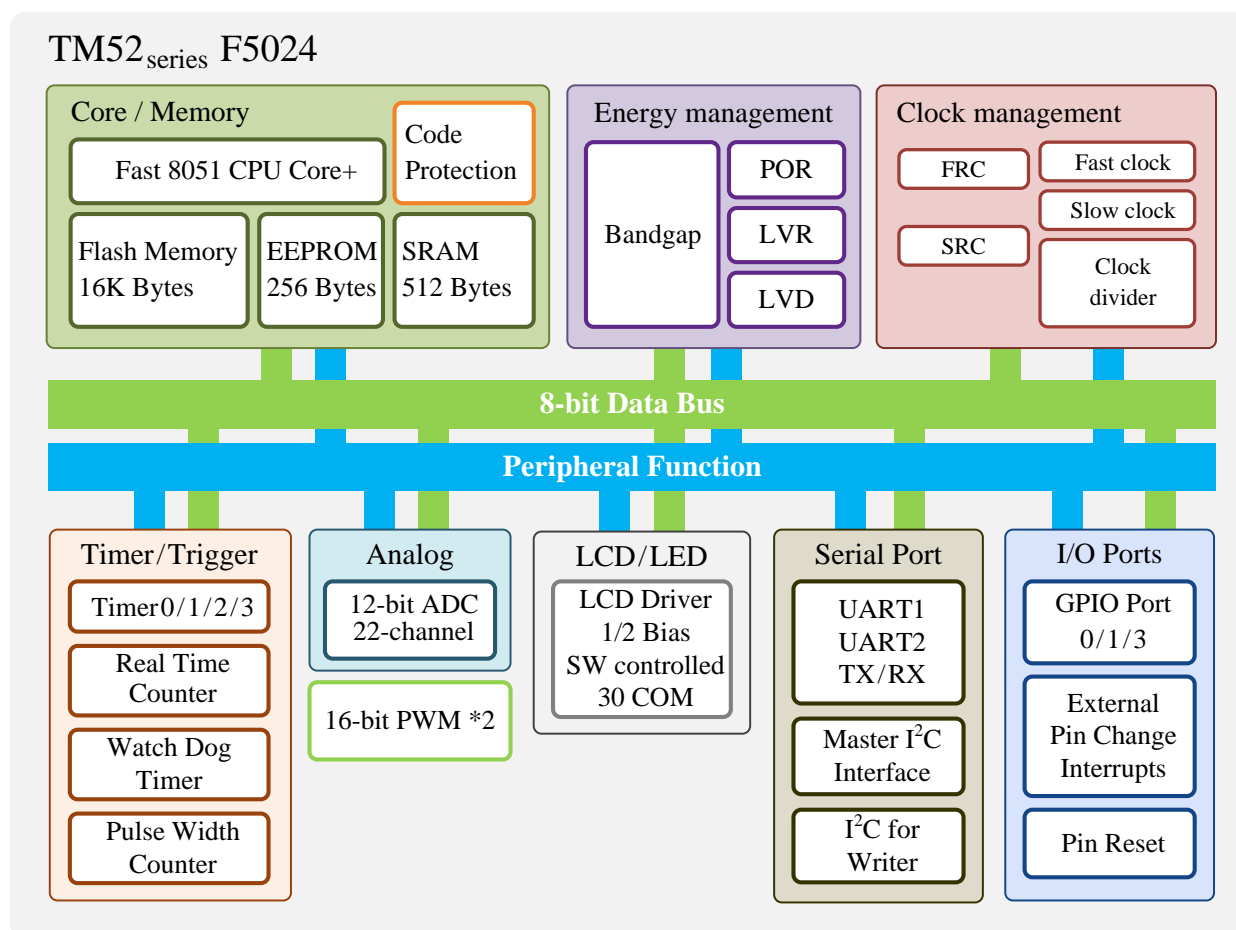 TM52series F5024
Core / Memory
Fast 8051 CPU Core+
Code
Protection
Flash Memory
16K Bytes
EEPROM
256 Bytes
SRAM
512 Bytes
Energy management
Bandgap
POR
LVR
LVD
Clock management
FRC
SRC
Fast clock
Slow clock
Clock
divider
8-bit Data Bus
Peripheral Function
Timer/Trigger
Timer0/1/2/3
Real Time
Counter
Watch Dog
Timer
Pulse Width
Counter
Analog
12-bit ADC
22-channel
16-bit PWM *2
LCD/LED
LCD Driver
1/2 Bias
SW controlled
30 COM
Serial Port
UART1
UART2
TX/RX
Master I²C
Interface
I²C for
Writer
I/O Ports
GPIO Port
0/1/3
External
Pin Change
Interrupts
Pin Reset